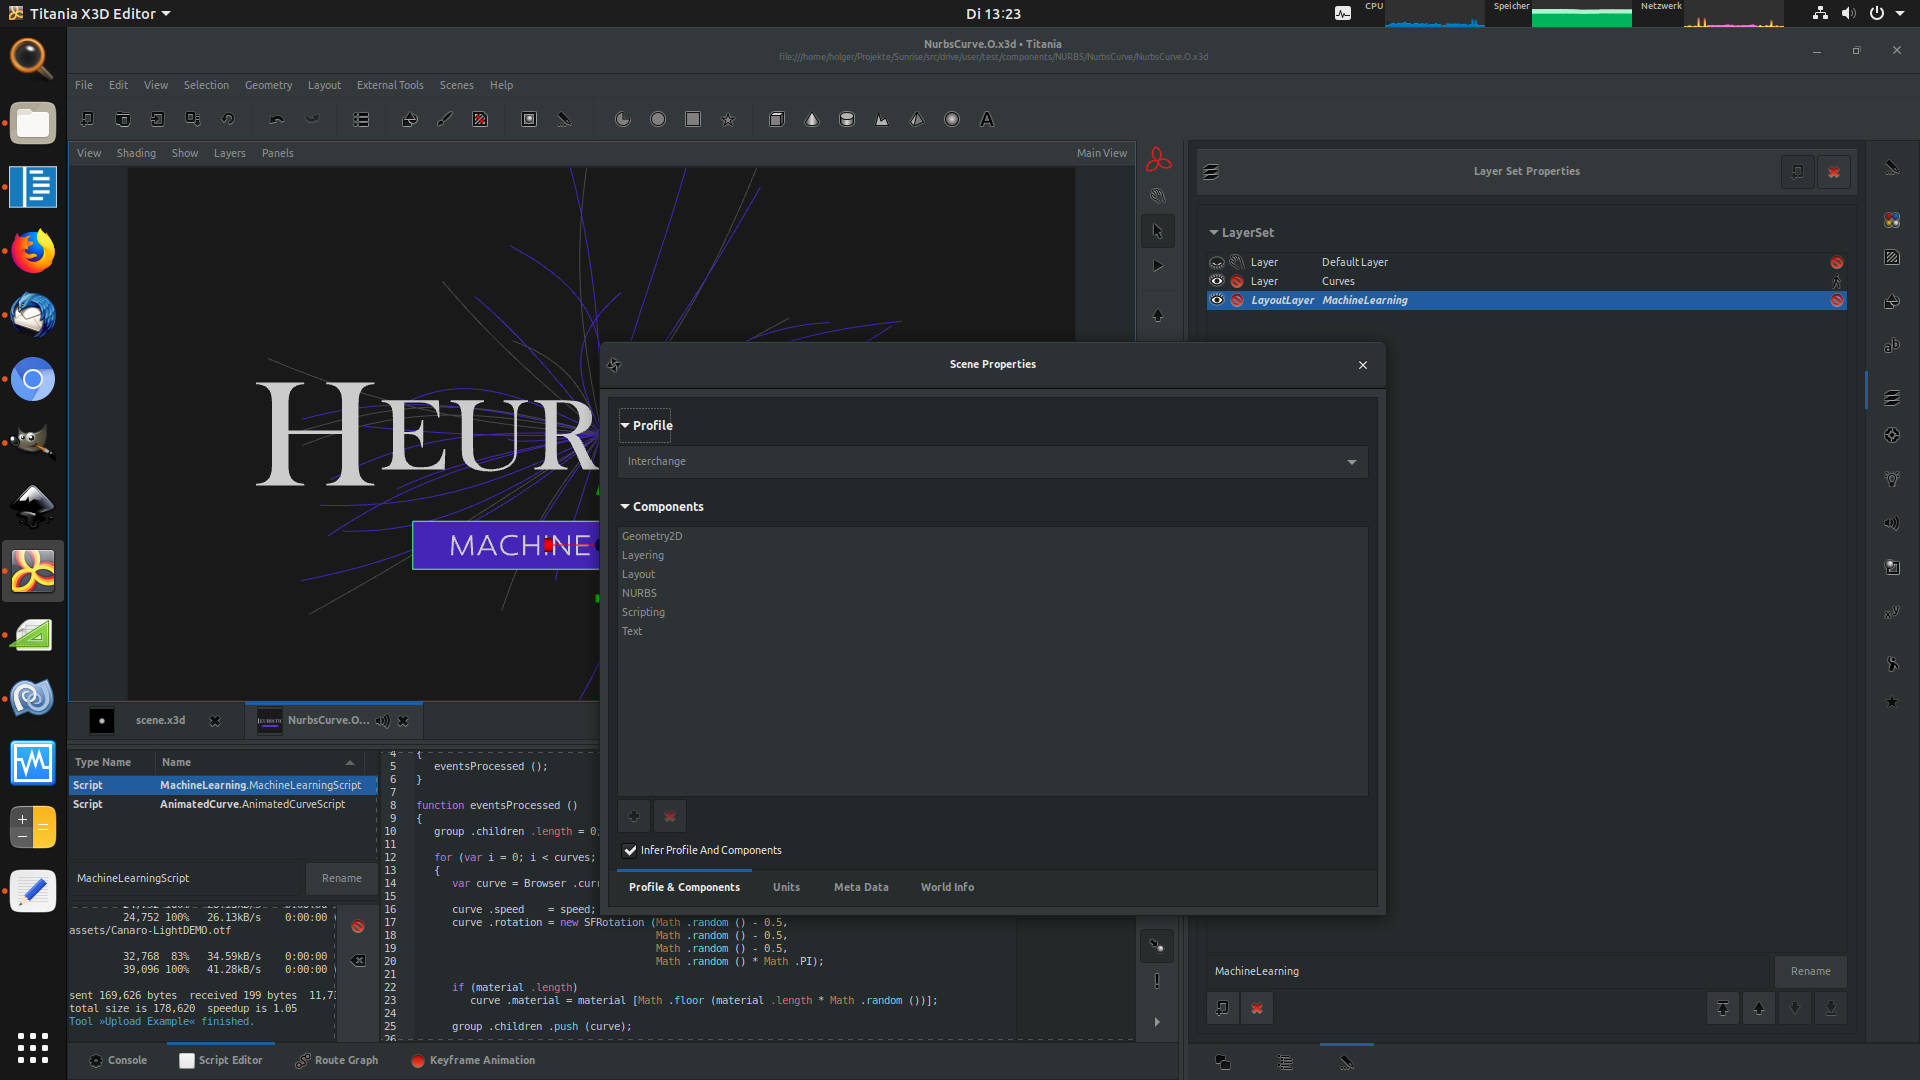 Titania X3D Editor
Di 13:23
CPU
Speicher
Netzwerk
NurbsCurve.O.x3d • Titania
file:///home/holger/Projekte/Sunrise/src/drive/user/test/components/NURBS/NurbsCurve/NurbsCurve.O.x3d
File Edit View Selection Geometry Layout External Tools Scenes Help
View Shading Show Layers Panels
Main View
HEUR
MACHINE
Layer Set Properties
LayerSet
Layer Default Layer
Layer Curves
LayoutLayer MachineLearning
Scene Properties
Profile
Interchange
Components
Geometry2D
Layering
Layout
NURBS
Scripting
Text
Infer Profile And Components
Profile & Components Units Meta Data World Info
scene.x3d
NurbsCurve.O...
Type Name Name
Script MachineLearning.MachineLearningScript
Script AnimatedCurve.AnimatedCurveScript
MachineLearningScript
Rename
24,752 100% 26.13kB/s 0:00:00
assets/Canaro-LightDEMO.otf
32,768 83% 34.59kB/s 0:00:00
39,096 100% 41.28kB/s 0:00:00
sent 169,626 bytes received 199 bytes 11,7
total size is 178,620 speedup is 1.05
Tool »Upload Example« finished.
4 {
5 eventsProcessed ();
6 }
7
8 function eventsProcessed ()
9 {
10 group .children .length = 0;
11
12 for (var i = 0; i < curves;
13 {
14 var curve = Browser .cur
15
16 curve .speed = speed;
17 curve .rotation = new SFRotation (Math .random () - 0.5,
18 Math .random () - 0.5,
19 Math .random () - 0.5,
20 Math .random () * Math .PI);
21
22 if (material .length)
23 curve .material = material [Math .floor (material .length * Math .random ())];
24
25 group .children .push (curve);
26
MachineLearning
Rename
Console Script Editor Route Graph Keyframe Animation